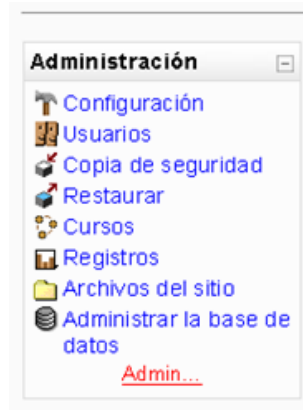 Administración
Configuración
Usuarios
Copia de seguridad
Restaurar
Cursos
Registros
Archivos del sitio
Administrar la base de
datos
Admin...